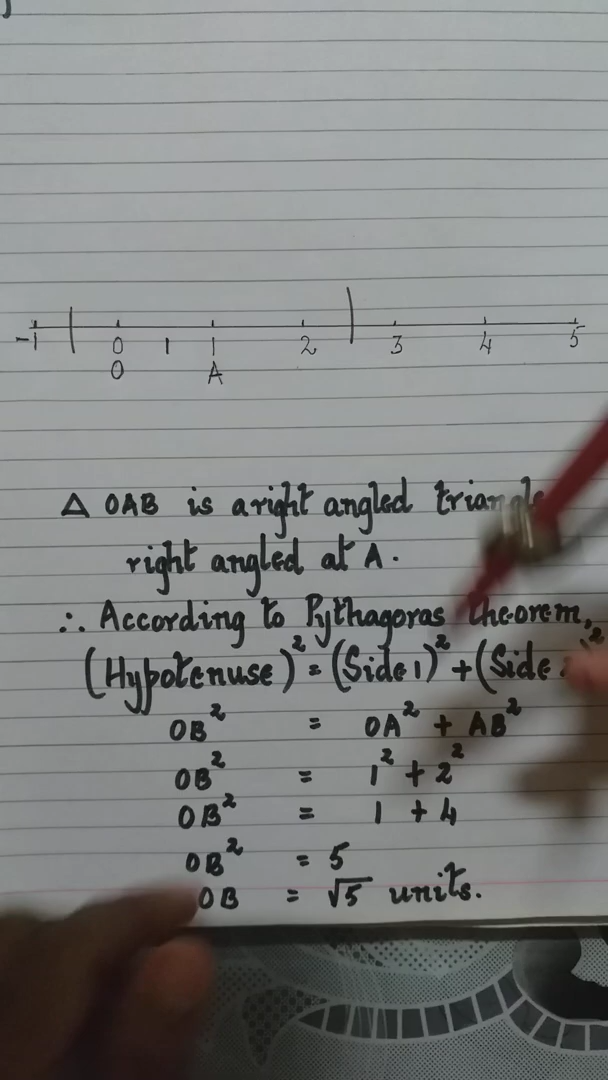 -1 0 1 2 3 4 5
O A
Δ OAB is a right angled triangle
right angled at A.
∴ According to Pythagoras theorem,
(Hypotenuse)² = (Side 1)² + (Side )²
OB² = OA² + AB²
OB² = 1² + 2²
OB² = 1 + 4
OB² = 5
OB = √5 units.